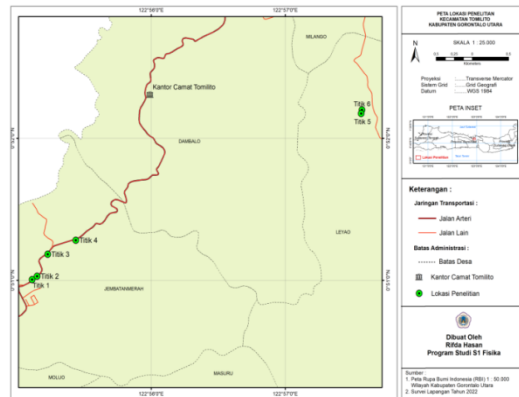 122°56'0"E
122°57'0"E
MILANGO
Kantor Camat Tomilito
Titik 6
Titik 5
DAMBALO
LEYAO
Titik 4
Titik 3
Titik 2
Titik 1
JEMBATANMERAH
MOLUO
MASURU
122°56'0"E
122°57'0"E
PETA LOKASI PENELITIAN
KECAMATAN TOMILITO
KABUPATEN GORONTALO UTARA
N
SKALA 1 : 25.000
Kilometer
Proyeksi : ........ Transverse Mercator
Sistem Grid : ........ Grid Geografi
Datum : ........ WGS 1984
PETA INSET
Lokasi Penelitian
Keterangan :
Jaringan Transportasi :
Jalan Arteri
Jalan Lain
Batas Administrasi :
Batas Desa
Kantor Camat Tomilito
Lokasi Penelitian
Dibuat Oleh
Rifda Hasan
Program Studi S1 Fisika
Sumber :
1. Peta Rupa Bumi Indonesia (RBI) 1 : 50.000
Wilayah Kabupaten Gorontalo Utara
2. Survei Lapangan Tahun 2022